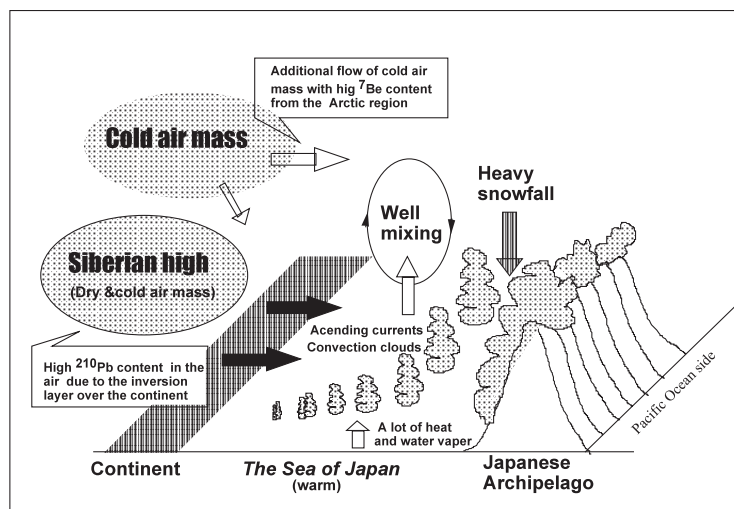 Additional flow of cold air
mass with hig ⁷Be content
from the Arctic region
Cold air mass
Heavy
snowfall
Well
mixing
Siberian high
(Dry &cold air mass)
Acending currents
Convection clouds
High ²¹⁰Pb content in the
air due to the inversion
layer over the continent
A lot of heat
and water vaper
Pacific Ocean side
Continent
The Sea of Japan
(warm)
Japanese
Archipelago